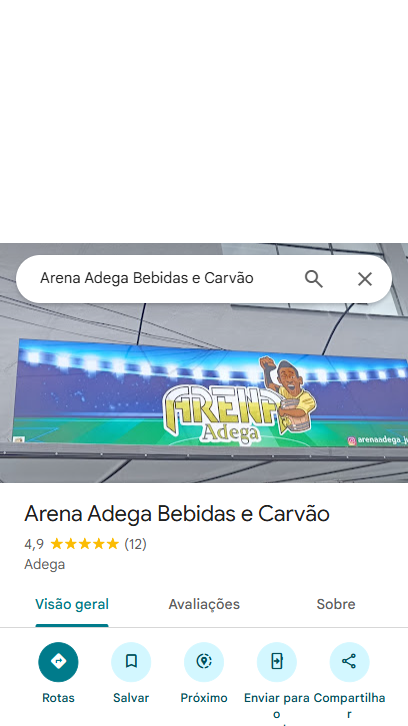 Arena Adega Bebidas e Carvão
ARENA
Adega
Arena Adega Bebidas e Carvão
4,9 ★★★★★ (12)
Adega
Visão geral
Avaliações
Sobre
Rotas
Salvar
Próximo
Enviar para o
Compartilhar